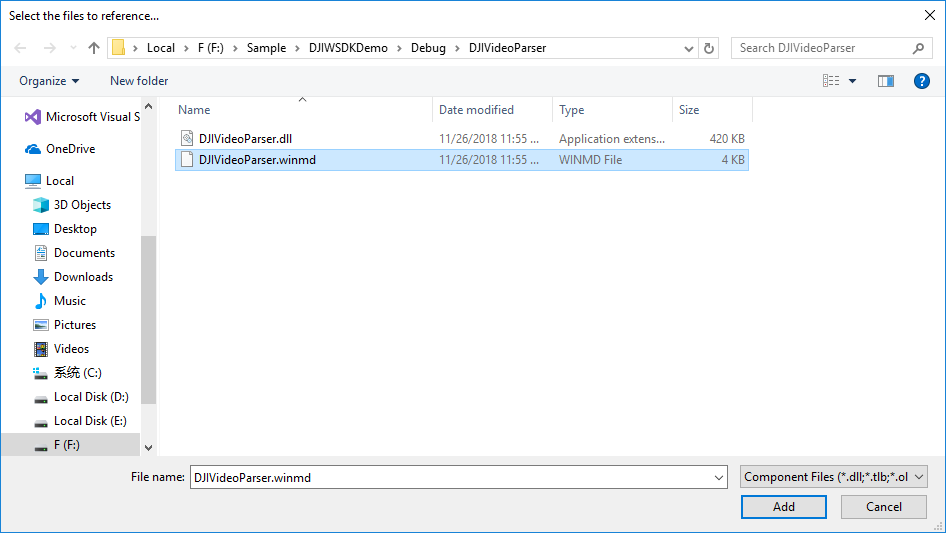 Select the files to reference...
Local > F (F:) > Sample > DJIWSDKDemo > Debug > DJIVideoParser
Search DJIVideoParser
Organize
New folder
Microsoft Visual S
OneDrive
Local
3D Objects
Desktop
Documents
Downloads
Music
Pictures
Videos
系统 (C:)
Local Disk (D:)
Local Disk (E:)
F (F:)
Name Date modified Type Size
DJIVideoParser.dll 11/26/2018 11:55 ... Application extens... 420 KB
DJIVideoParser.winmd 11/26/2018 11:55 ... WINMD File 4 KB
File name: DJIVideoParser.winmd
Component Files (*.dll;*.tlb;*.ol
Add
Cancel